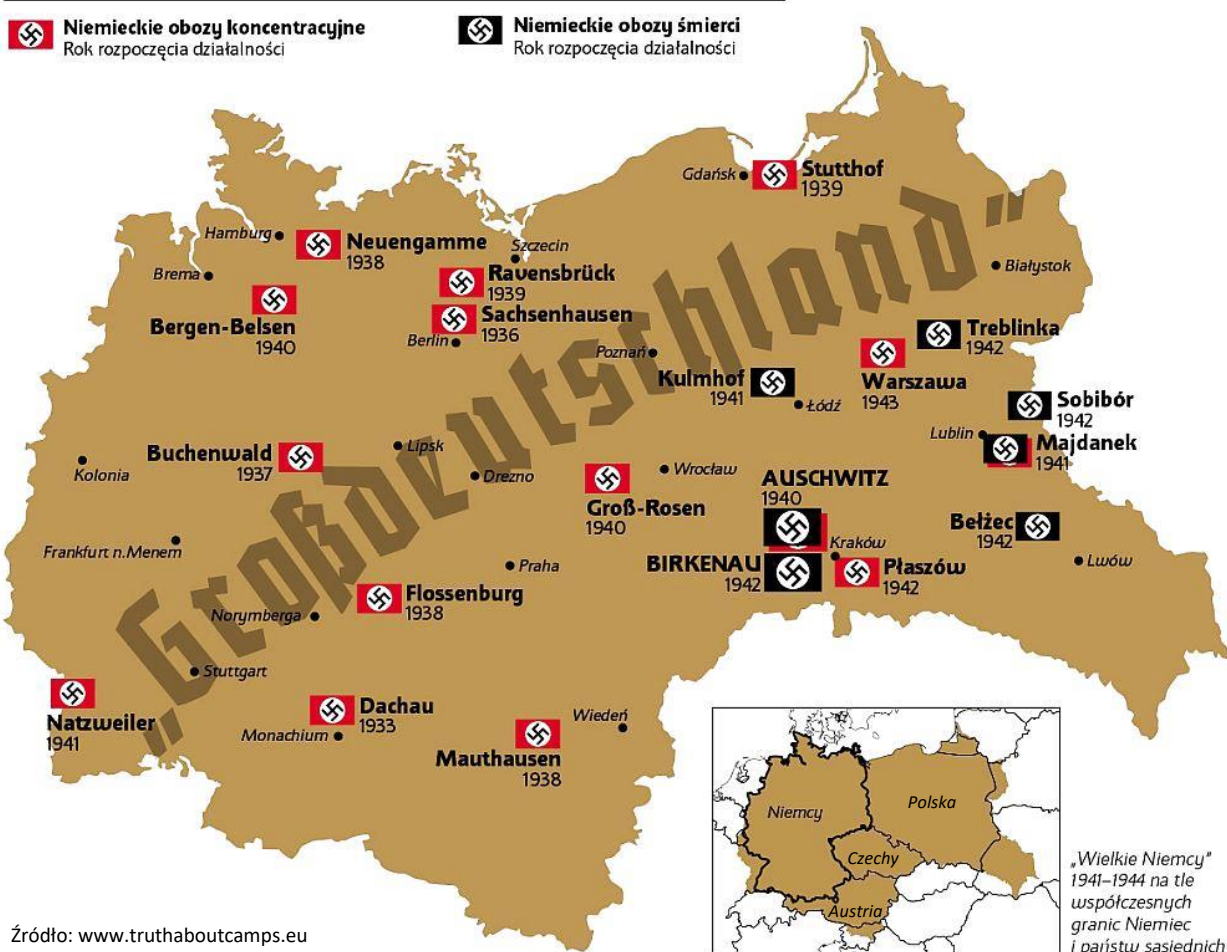 Niemieckie obozy koncentracyjne
Rok rozpoczęcia działalności
Niemieckie obozy śmierci
Rok rozpoczęcia działalności
Gdańsk
Stutthof
1939
Hamburg
Neuengamme
1938
Szczecin
Brema
Ravensbrück
1939
Białystok
Bergen-Belsen
1940
Sachsenhausen
1936
Berlin
Treblinka
1942
Poznań
Warszawa
1943
Kulmhof
1941
Łódź
Sobibór
1942
Lublin
Majdanek
1941
„Großdeutschland”
Buchenwald
1937
Lipsk
Kolonia
Drezno
Wrocław
Groß-Rosen
1940
AUSCHWITZ
1940
Bełżec
1942
Kraków
Frankfurt n.Menem
Praha
BIRKENAU
1942
Płaszów
1942
Lwów
Flossenburg
1938
Norymberga
Stuttgart
Natzweiler
1941
Dachau
1933
Monachium
Wiedeń
Mauthausen
1938
Niemcy
Polska
Czechy
Austria
„Wielkie Niemcy”
1941–1944 na tle
współczesnych
granic Niemiec
i państw sąsiednich
Źródło: www.truthaboutcamps.eu